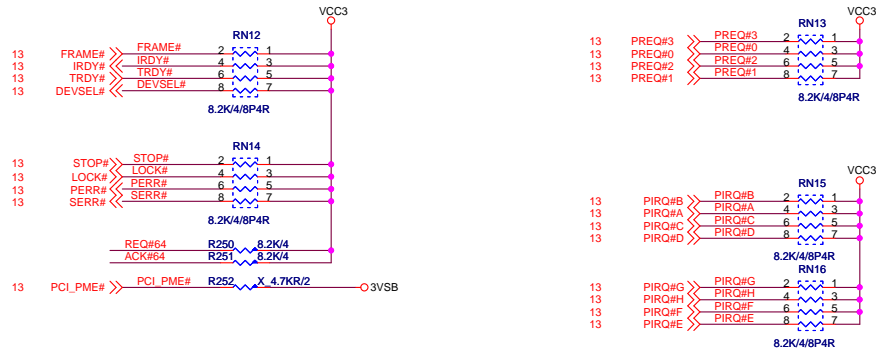 VCC3
RN12
13 FRAME# FRAME# 2 1
13 IRDY# IRDY# 4 3
13 TRDY# TRDY# 6 5
13 DEVSEL# DEVSEL# 8 7
8.2K/4/8P4R
RN14
13 STOP# STOP# 2 1
13 LOCK# LOCK# 4 3
13 PERR# PERR# 6 5
13 SERR# SERR# 8 7
8.2K/4/8P4R
REQ#64 R250 8.2K/4
ACK#64 R251 8.2K/4
13 PCI_PME# PCI_PME# R252 X_4.7KR/2 3VSB
VCC3
RN13
13 PREQ#3 PREQ#3 2 1
13 PREQ#0 PREQ#0 4 3
13 PREQ#2 PREQ#2 6 5
13 PREQ#1 PREQ#1 8 7
8.2K/4/8P4R
VCC3
RN15
13 PIRQ#B PIRQ#B 2 1
13 PIRQ#A PIRQ#A 4 3
13 PIRQ#C PIRQ#C 6 5
13 PIRQ#D PIRQ#D 8 7
8.2K/4/8P4R
RN16
13 PIRQ#G PIRQ#G 2 1
13 PIRQ#H PIRQ#H 4 3
13 PIRQ#F PIRQ#F 6 5
13 PIRQ#E PIRQ#E 8 7
8.2K/4/8P4R